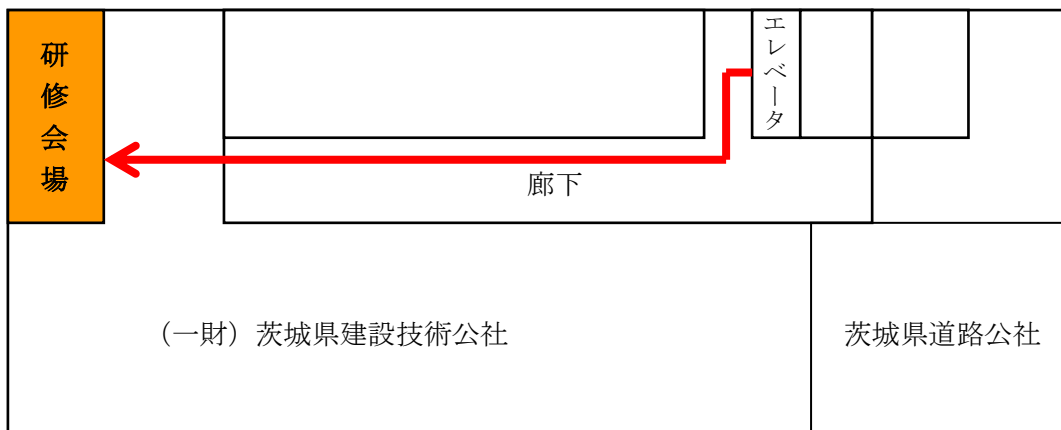 研修会場
エレベータ
廊下
（一財）茨城県建設技術公社
茨城県道路公社